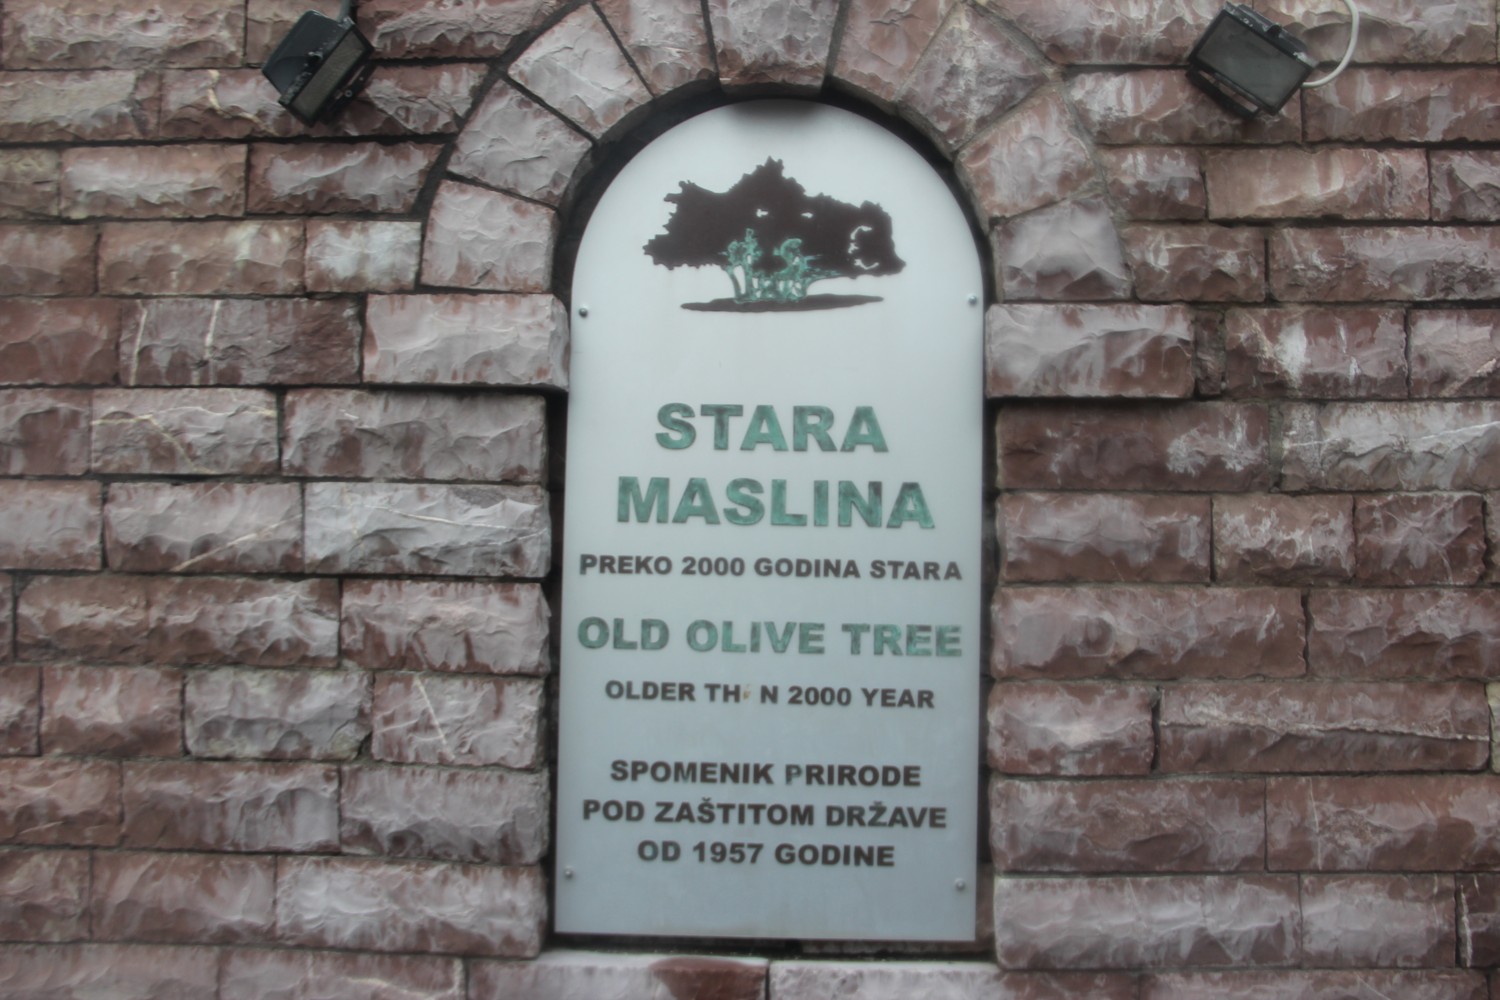 STARA
MASLINA
PREKO 2000 GODINA STARA
OLD OLIVE TREE
OLDER TH N 2000 YEAR
SPOMENIK PRIRODE
POD ZAŠTITOM DRŽAVE
OD 1957 GODINE